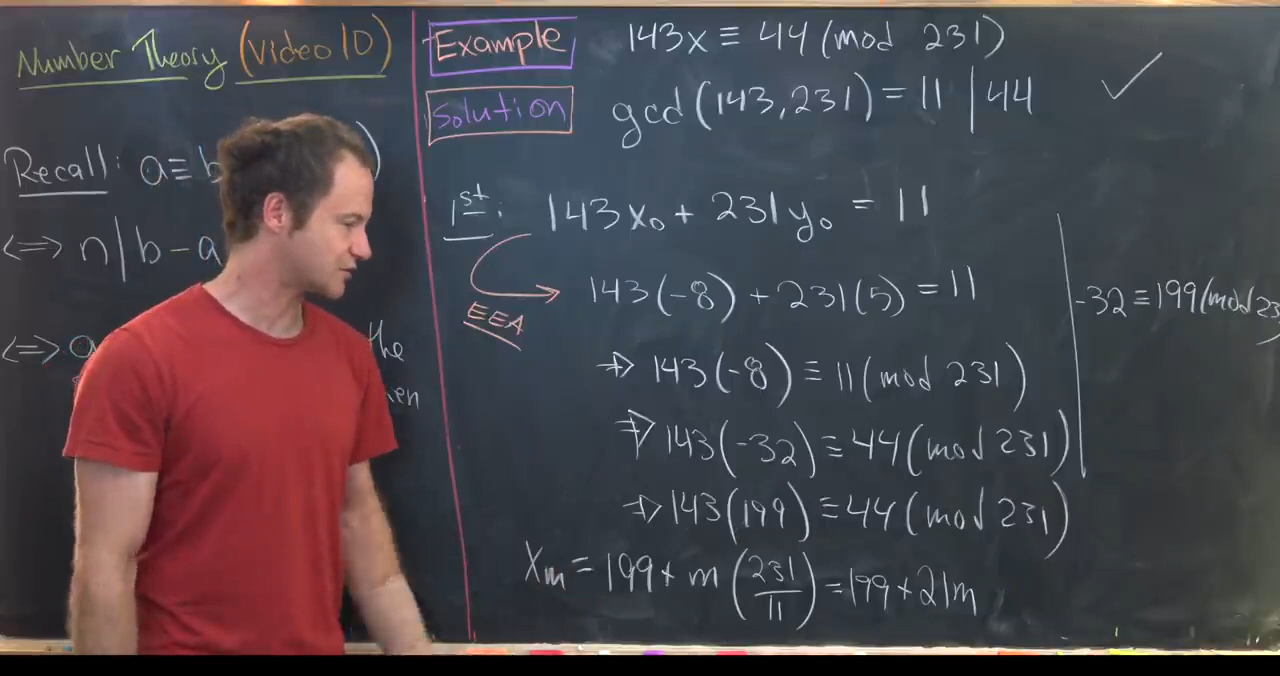 Number Theory (Video 10)
Recall: a≡b )
⟺ n|b-a
⟺ a the
en
Example 143x ≡ 44 (mod 231)
Solution gcd (143,231) = 11 | 44 ✓
1st: 143x₀ + 231y₀ = 11
EEA 143(-8) + 231(5) = 11
⇒ 143(-8) ≡ 11 (mod 231)
⇒ 143(-32) ≡ 44 (mod 231)
⇒ 143(199) ≡ 44 (mod 231)
Xm = 199 + m (231/11) = 199 + 21m
-32 ≡ 199 (mod 23